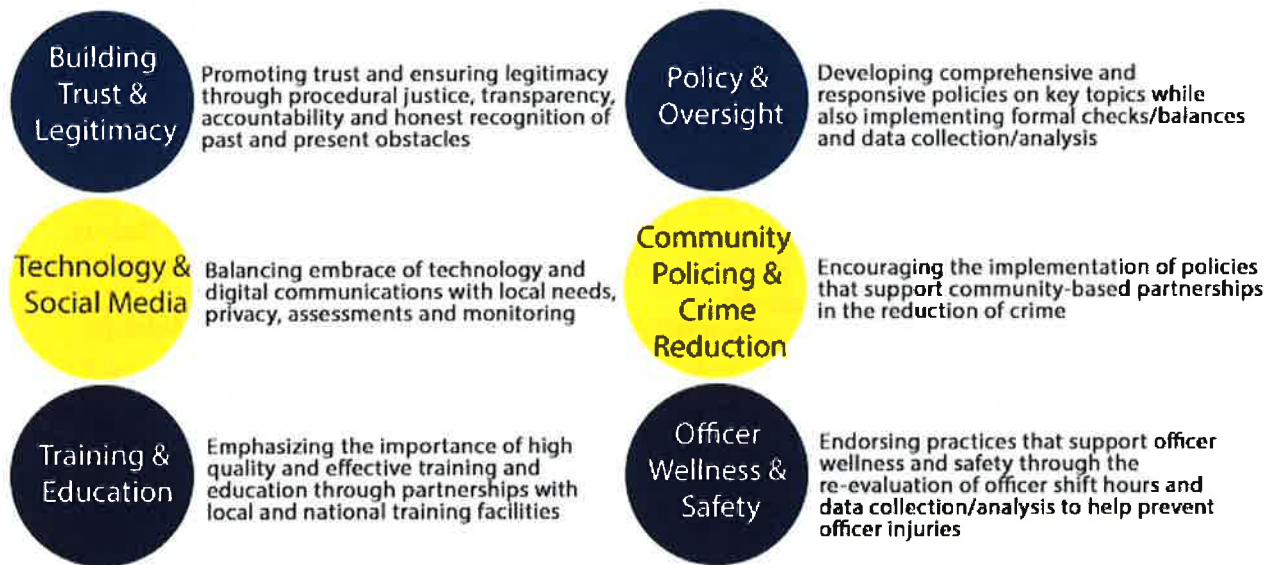 Building
Trust &
Legitimacy
Promoting trust and ensuring legitimacy
through procedural justice, transparency,
accountability and honest recognition of
past and present obstacles
Policy &
Oversight
Developing comprehensive and
responsive policies on key topics while
also implementing formal checks/balances
and data collection/analysis
Technology &
Social Media
Balancing embrace of technology and
digital communications with local needs,
privacy, assessments and monitoring
Community
Policing &
Crime
Reduction
Encouraging the implementation of policies
that support community-based partnerships
in the reduction of crime
Training &
Education
Emphasizing the importance of high
quality and effective training and
education through partnerships with
local and national training facilities
Officer
Wellness &
Safety
Endorsing practices that support officer
wellness and safety through the
re-evaluation of officer shift hours and
data collection/analysis to help prevent
officer injuries